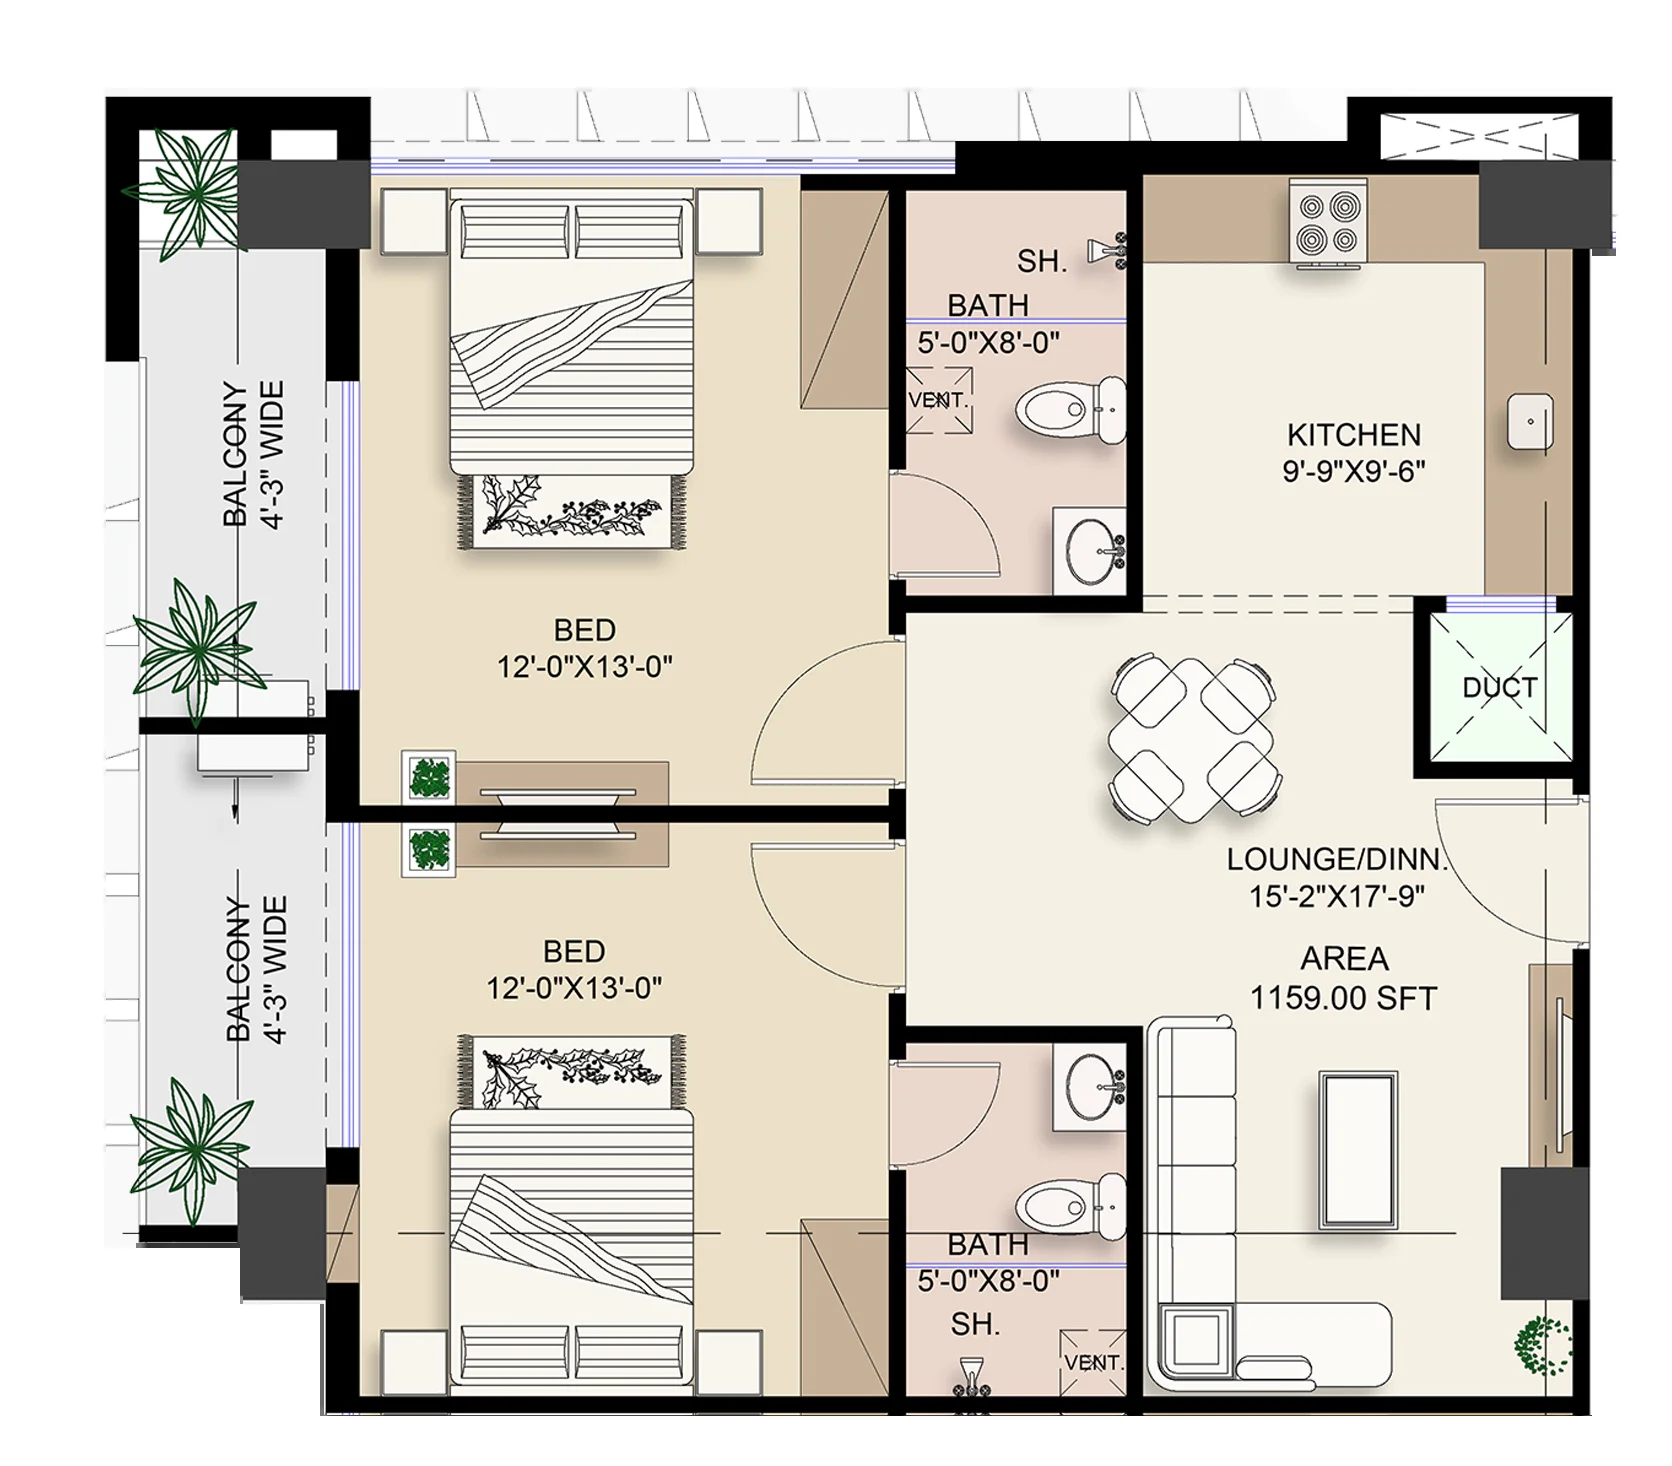 SH.
BATH
5'-0"X8'-0"
VENT.
BALCONY
4'-3" WIDE
KITCHEN
9'-9"X9'-6"
BED
12'-0"X13'-0"
DUCT
LOUNGE/DINN.
15'-2"X17'-9"
AREA
1159.00 SFT
BALCONY
4'-3" WIDE
BED
12'-0"X13'-0"
BATH
5'-0"X8'-0"
SH.
VENT.